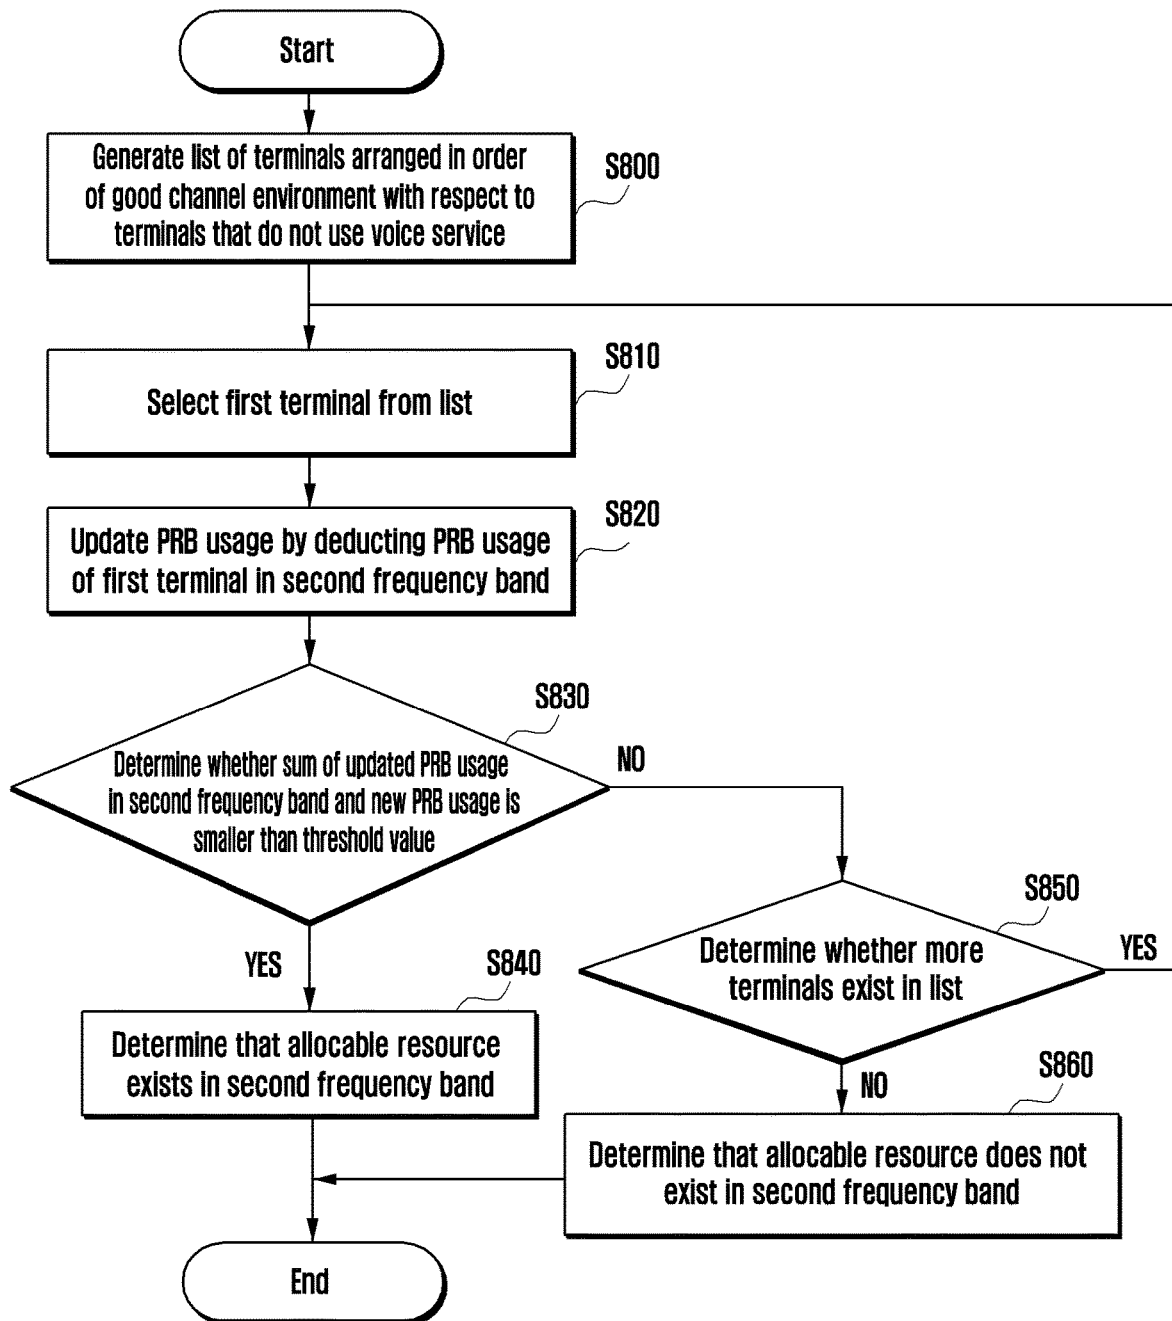 Start
Generate list of terminals arranged in order
of good channel environment with respect to
terminals that do not use voice service
S800
S810
Select first terminal from list
S820
Update PRB usage by deducting PRB usage
of first terminal in second frequency band
S830
Determine whether sum of updated PRB usage
in second frequency band and new PRB usage is
smaller than threshold value
NO
YES
S850
Determine whether more
terminals exist in list
YES
S840
Determine that allocable resource
exists in second frequency band
NO
S860
Determine that allocable resource does not
exist in second frequency band
End